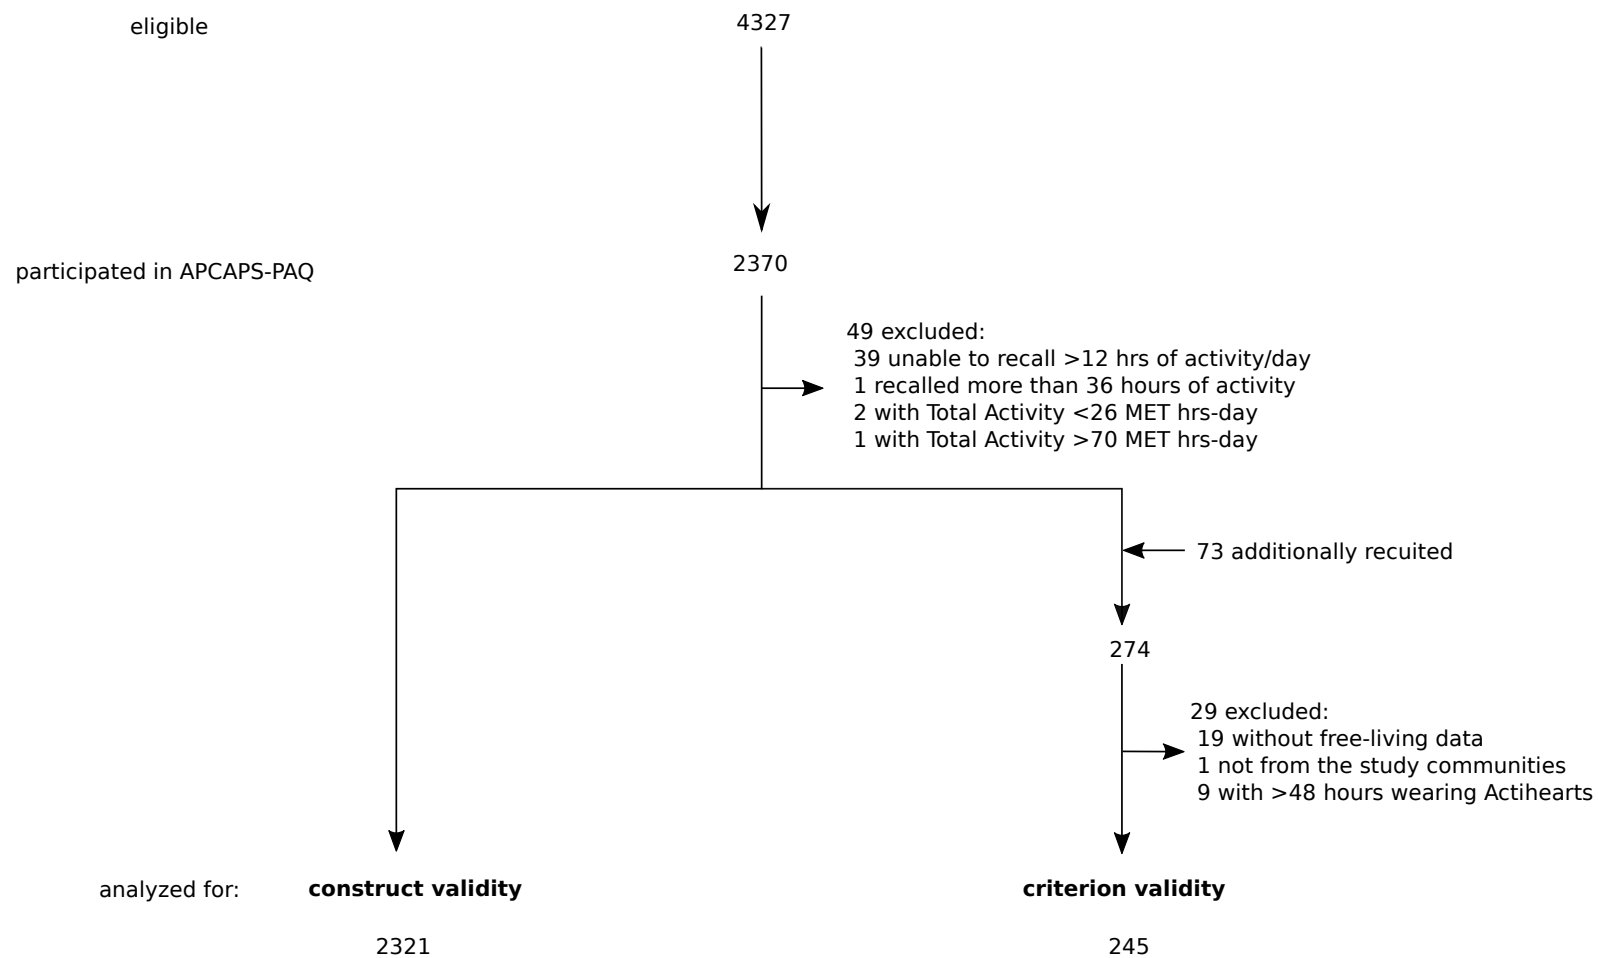 eligible
4327
participated in APCAPS-PAQ
2370
49 excluded:
39 unable to recall >12 hrs of activity/day
1 recalled more than 36 hours of activity
2 with Total Activity <26 MET hrs-day
1 with Total Activity >70 MET hrs-day
73 additionally recuited
274
29 excluded:
19 without free-living data
1 not from the study communities
9 with >48 hours wearing Actihearts
analyzed for:
construct validity
criterion validity
2321
245